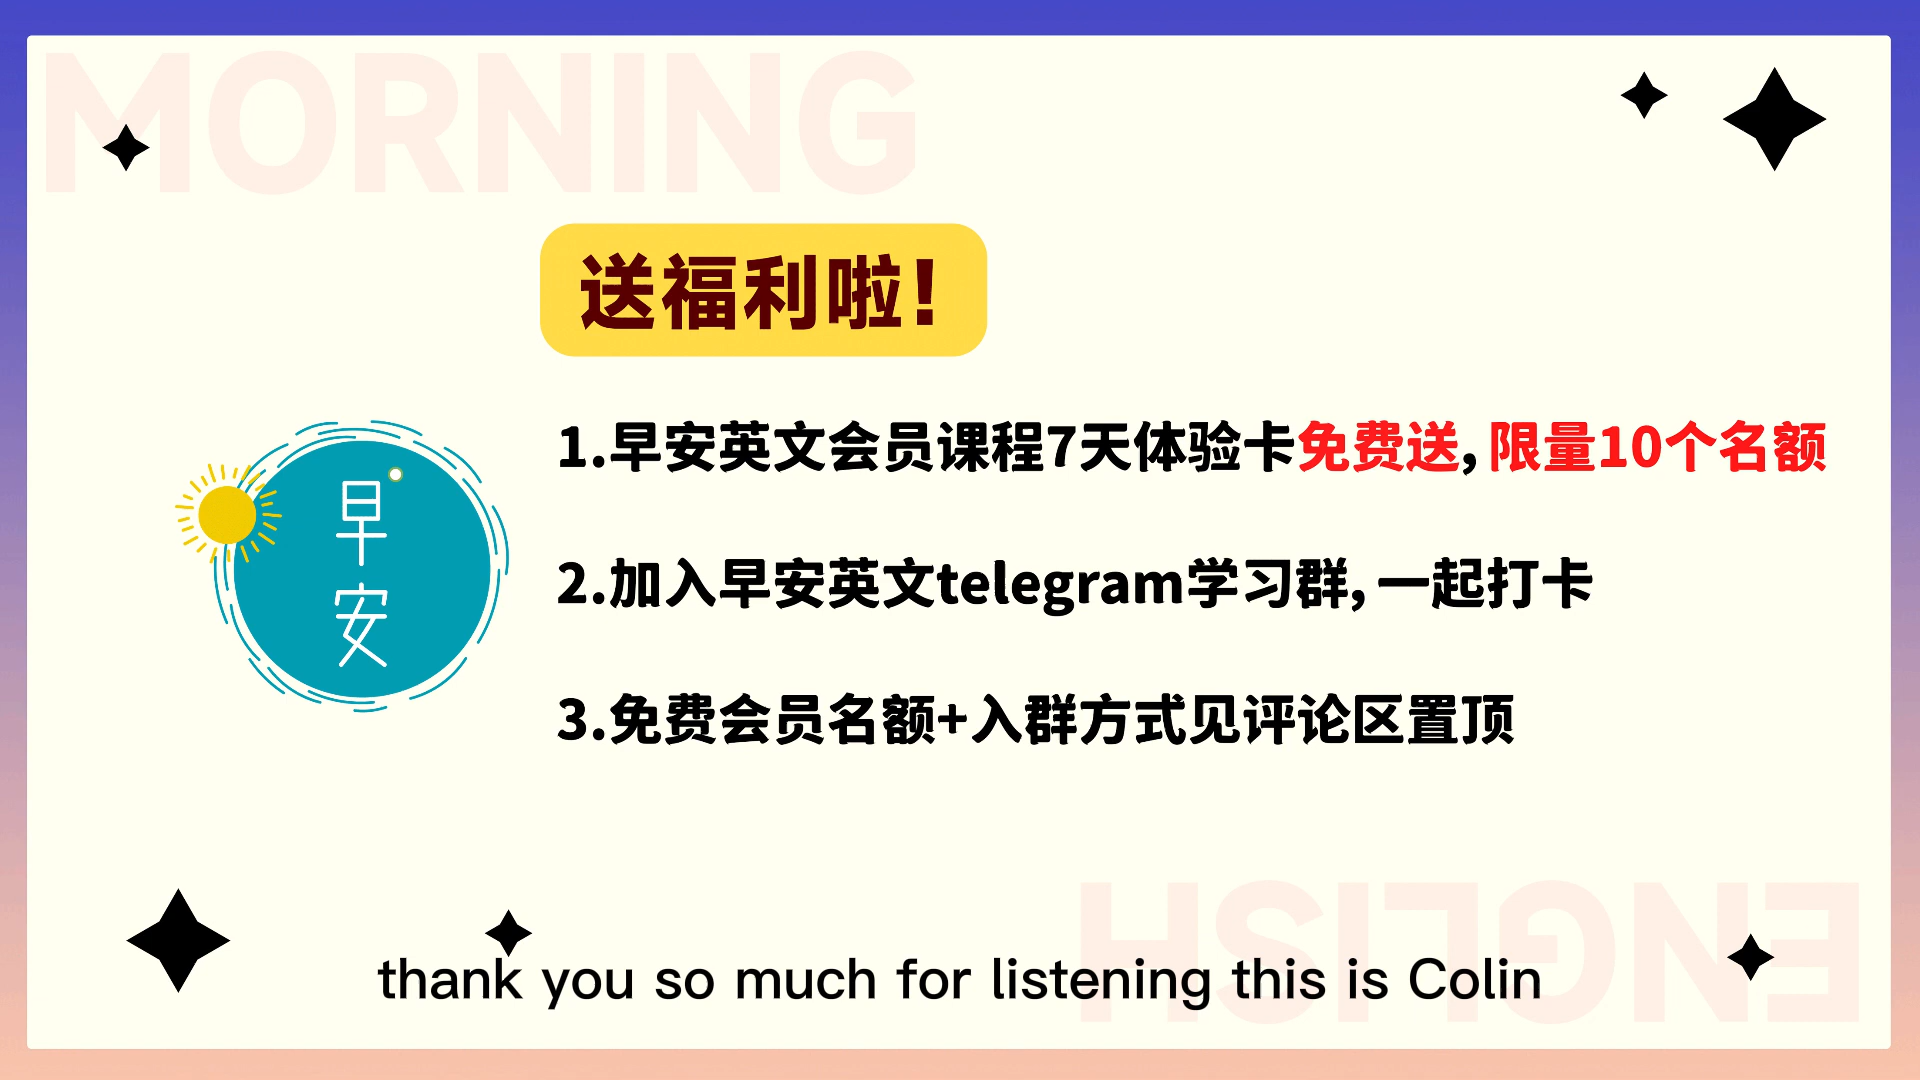 MORNING
送福利啦!
1.早安英文会员课程7天体验卡免费送, 限量10个名额
早安
2.加入早安英文telegram学习群, 一起打卡
3.免费会员名额+入群方式见评论区置顶
ENGLISH
thank you so much for listening this is Colin